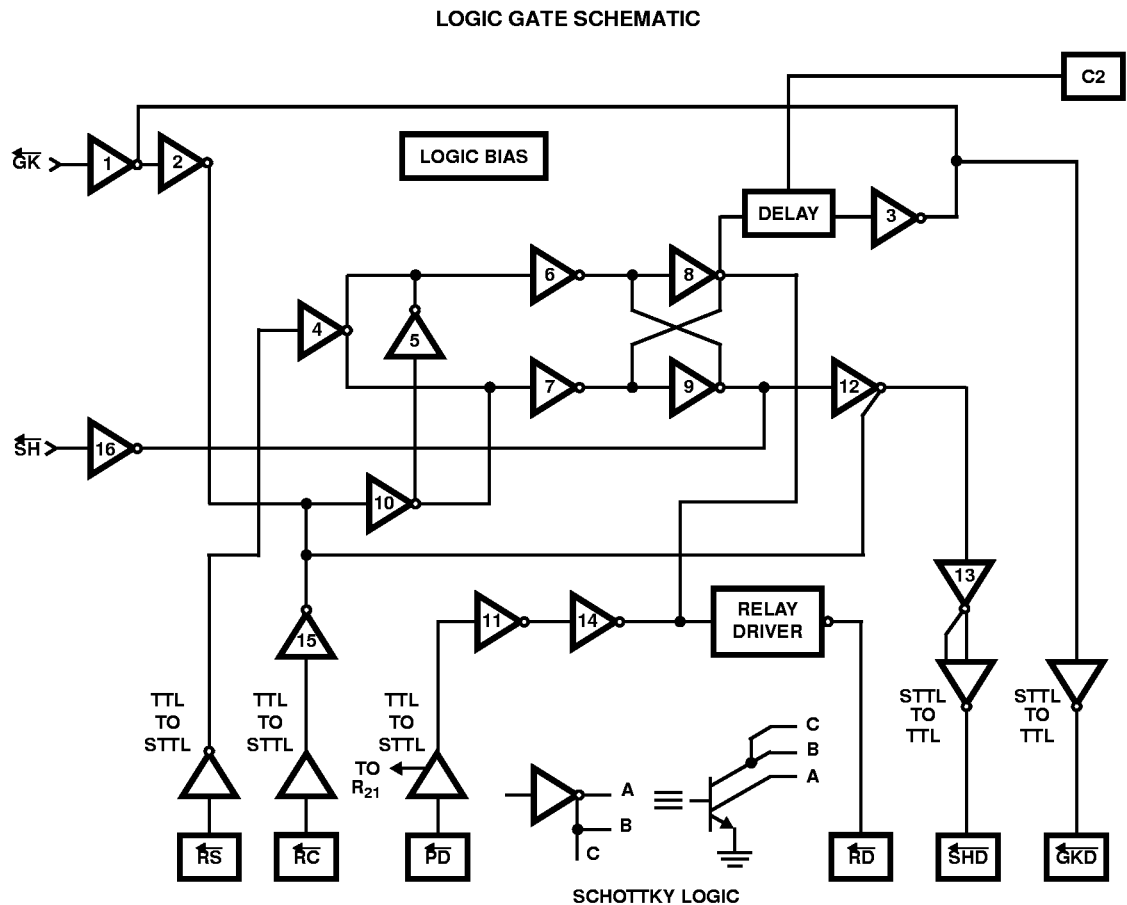 LOGIC GATE SCHEMATIC
C2
GK
1
2
LOGIC BIAS
DELAY
3
6
8
4
5
7
9
12
SH
16
10
13
11
14
RELAY
DRIVER
15
TTL
TO
STTL
TTL
TO
STTL
TTL
TO
STTL
STTL
TO
TTL
STTL
TO
TTL
TO
R21
C
B
A
A
B
C
RS
RC
PD
RD
SHD
GKD
SCHOTTKY LOGIC